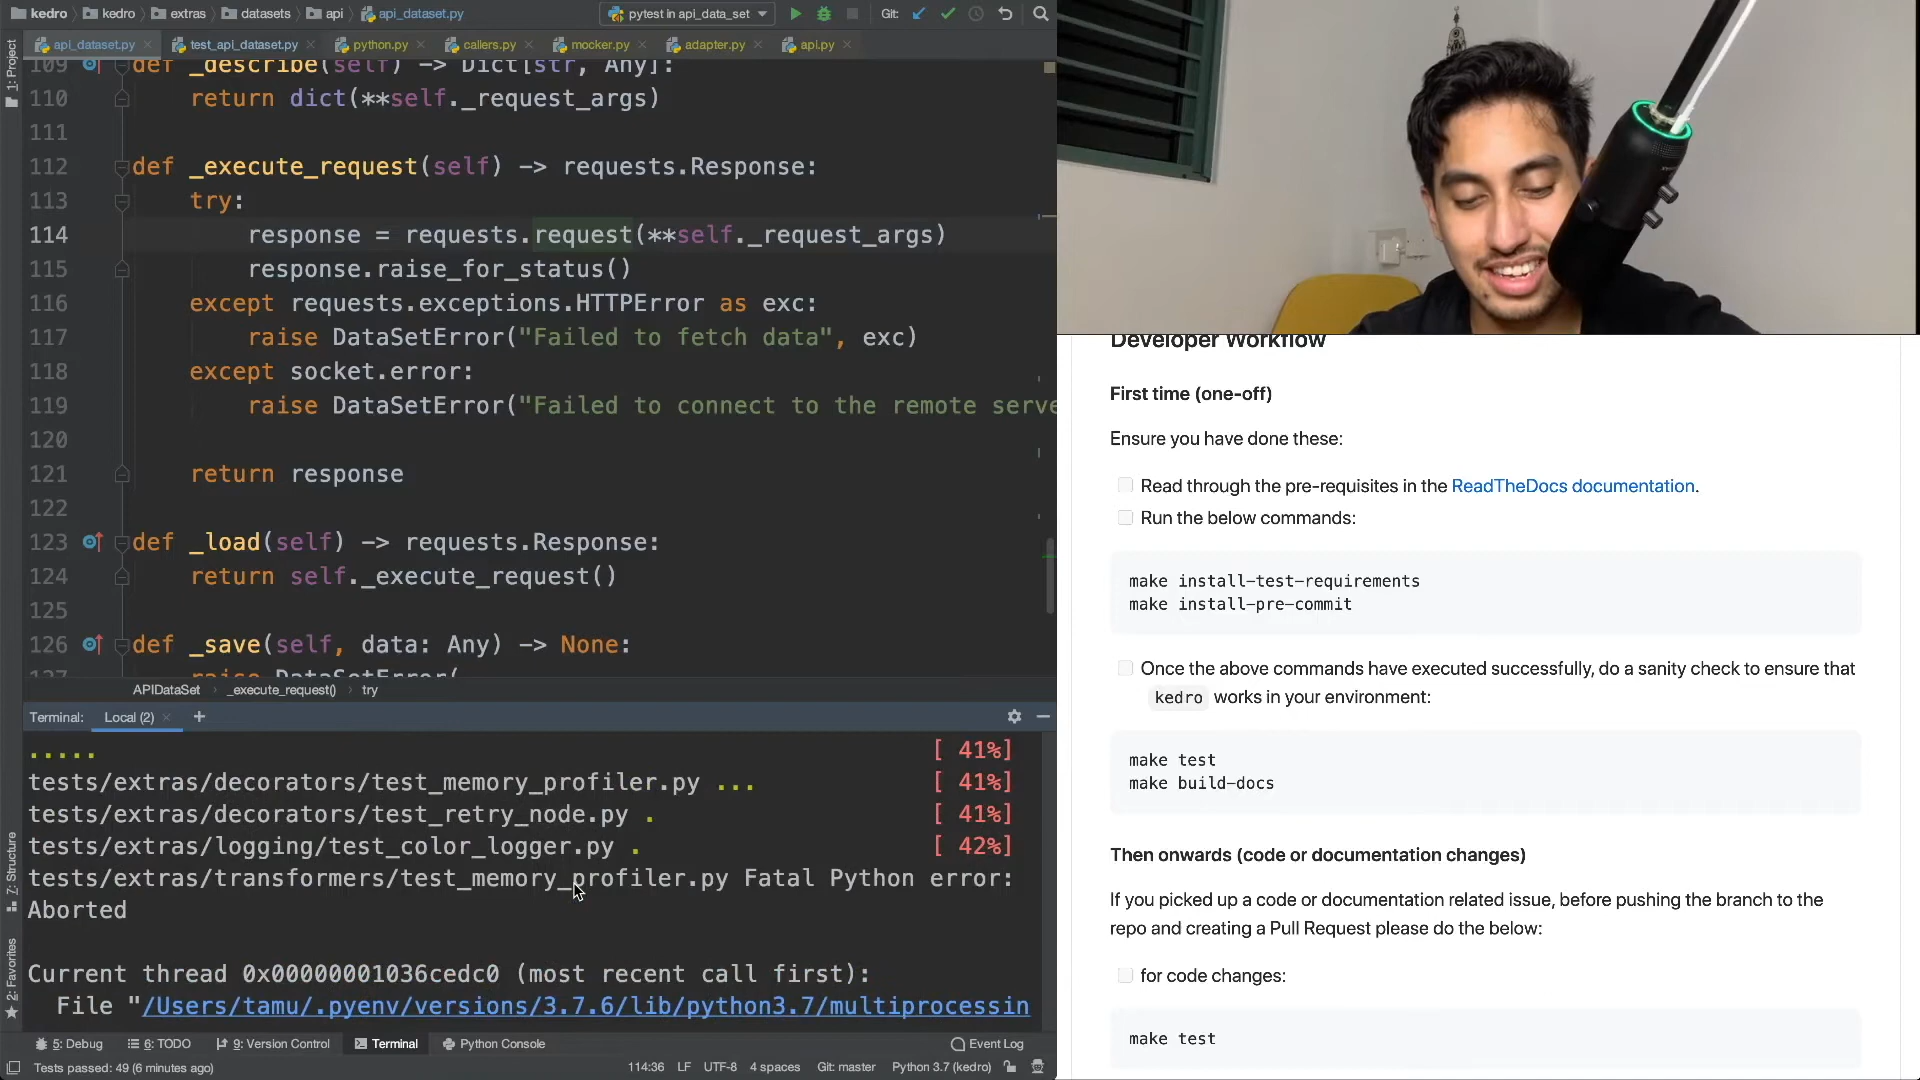 kedro kedro extras datasets api api_dataset.py pytest in api_data_set Git:
api_dataset.py test_api_dataset.py python.py callers.py mocker.py adapter.py api.py
1: Project
109 def _describe(self) -> Dict[str, Any]:
110 return dict(**self._request_args)
111
112 def _execute_request(self) -> requests.Response:
113 try:
114 response = requests.request(**self._request_args)
115 response.raise_for_status()
116 except requests.exceptions.HTTPError as exc:
117 raise DataSetError("Failed to fetch data", exc)
118 except socket.error:
119 raise DataSetError("Failed to connect to the remote serve
120
121 return response
122
123 def _load(self) -> requests.Response:
124 return self._execute_request()
125
126 def _save(self, data: Any) -> None:
127 raise DataSetError(
APIDataSet _execute_request() try
Terminal: Local (2) +
..... [ 41%]
tests/extras/decorators/test_memory_profiler.py ... [ 41%]
tests/extras/decorators/test_retry_node.py . [ 41%]
tests/extras/logging/test_color_logger.py . [ 42%]
tests/extras/transformers/test_memory_profiler.py Fatal Python error:
Aborted
Current thread 0x00000001036cedc0 (most recent call first):
File "/Users/tamu/.pyenv/versions/3.7.6/lib/python3.7/multiprocessin
7: Structure
2: Favorites
5: Debug 6: TODO 9: Version Control Terminal Python Console Event Log
Tests passed: 49 (6 minutes ago) 114:36 LF UTF-8 4 spaces Git: master Python 3.7 (kedro)
Developer Workflow
First time (one-off)
Ensure you have done these:
Read through the pre-requisites in the ReadTheDocs documentation.
Run the below commands:
make install-test-requirements
make install-pre-commit
Once the above commands have executed successfully, do a sanity check to ensure that
kedro works in your environment:
make test
make build-docs
Then onwards (code or documentation changes)
If you picked up a code or documentation related issue, before pushing the branch to the
repo and creating a Pull Request please do the below:
for code changes:
make test